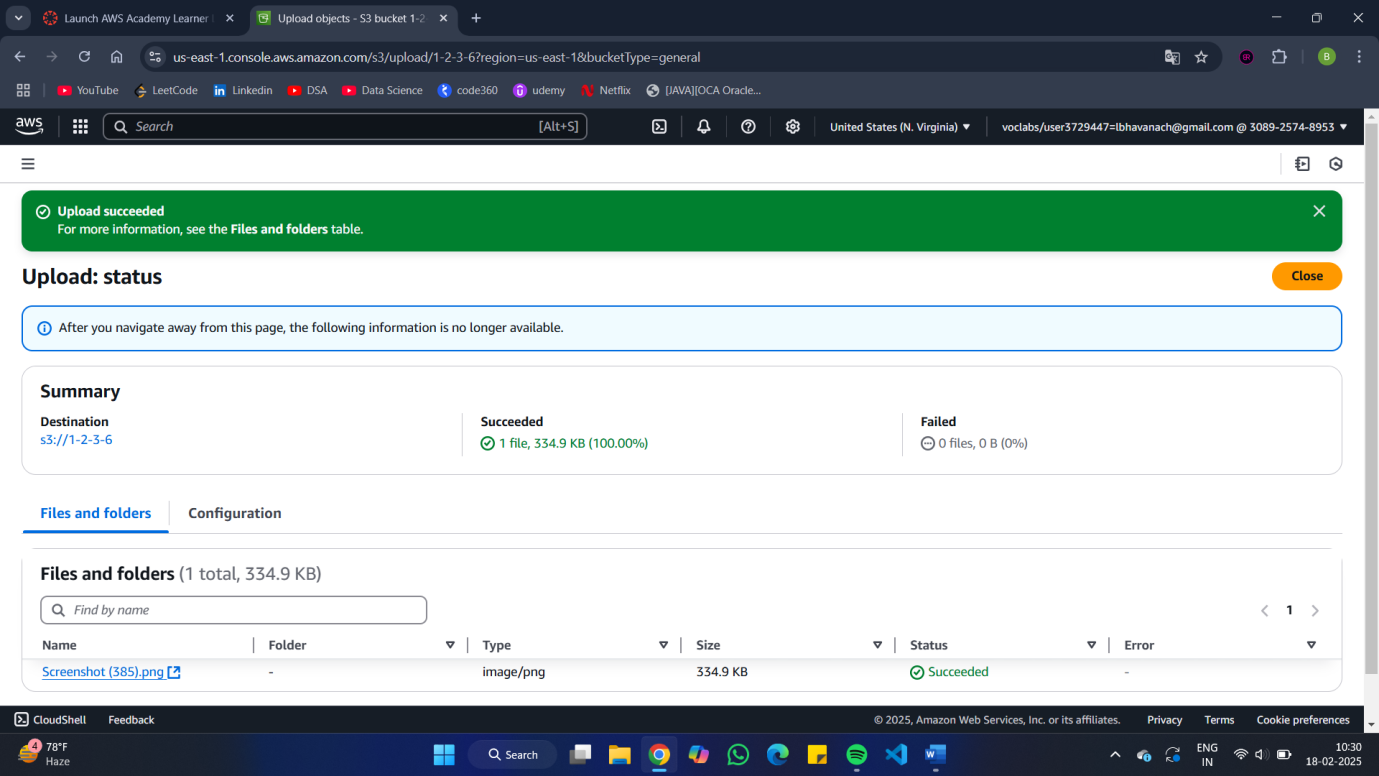 Launch AWS Academy Learner
Upload objects - S3 bucket 1-2-
us-east-1.console.aws.amazon.com/s3/upload/1-2-3-6?region=us-east-1&bucketType=general
B
YouTube LeetCode Linkedin DSA Data Science code360 udemy Netflix [JAVA][OCA Oracle...
aws
Search [Alt+S]
United States (N. Virginia)
voclabs/user3729447=lbhavanach@gmail.com @ 3089-2574-8953
Upload succeeded
For more information, see the Files and folders table.
Upload: status
Close
After you navigate away from this page, the following information is no longer available.
Summary
Destination Succeeded Failed
s3://1-2-3-6 1 file, 334.9 KB (100.00%) 0 files, 0 B (0%)
Files and folders Configuration
Files and folders (1 total, 334.9 KB)
Find by name
1
Name Folder Type Size Status Error
Screenshot (385).png - image/png 334.9 KB Succeeded -
CloudShell Feedback © 2025, Amazon Web Services, Inc. or its affiliates. Privacy Terms Cookie preferences
4
78°F
Haze
Search
ENG
IN
10:30
18-02-2025